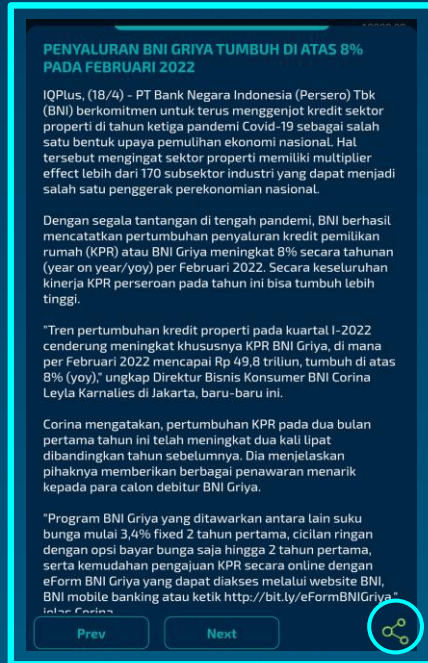 PENYALURAN BNI GRIYA TUMBUH DI ATAS 8%
PADA FEBRUARI 2022
IQPlus, (18/4) - PT Bank Negara Indonesia (Persero) Tbk
(BNI) berkomitmen untuk terus menggenjot kredit sektor
properti di tahun ketiga pandemi Covid-19 sebagai salah
satu bentuk upaya pemulihan ekonomi nasional. Hal
tersebut mengingat sektor properti memiliki multiplier
effect lebih dari 170 subsektor industri yang dapat menjadi
salah satu penggerak perekonomian nasional.
Dengan segala tantangan di tengah pandemi, BNI berhasil
mencatatkan pertumbuhan penyaluran kredit pemilikan
rumah (KPR) atau BNI Griya meningkat 8% secara tahunan
(year on year/yoy) per Februari 2022. Secara keseluruhan
kinerja KPR perseroan pada tahun ini bisa tumbuh lebih
tinggi.
"Tren pertumbuhan kredit properti pada kuartal I-2022
cenderung meningkat khususnya KPR BNI Griya, di mana
per Februari 2022 mencapai Rp 49,8 triliun, tumbuh di atas
8% (yoy)," ungkap Direktur Bisnis Konsumer BNI Corina
Leyla Karnalies di Jakarta, baru-baru ini.
Corina mengatakan, pertumbuhan KPR pada dua bulan
pertama tahun ini telah meningkat dua kali lipat
dibandingkan tahun sebelumnya. Dia menjelaskan
pihaknya memberikan berbagai penawaran menarik
kepada para calon debitur BNI Griya.
"Program BNI Griya yang ditawarkan antara lain suku
bunga mulai 3,4% fixed 2 tahun pertama, cicilan ringan
dengan opsi bayar bunga saja hingga 2 tahun pertama,
serta kemudahan pengajuan KPR secara online dengan
eForm BNI Griya yang dapat diakses melalui website BNI,
BNI mobile banking atau ketik http://bit.ly/eFormBNIGriya,"
jelas Corina.
Prev Next